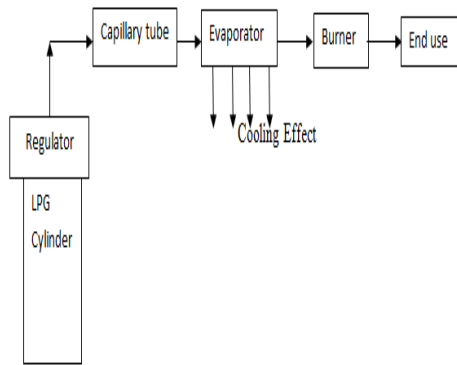 Capillary tube
Evaporator
Burner
End use
Cooling Effect
Regulator
LPG
Cylinder